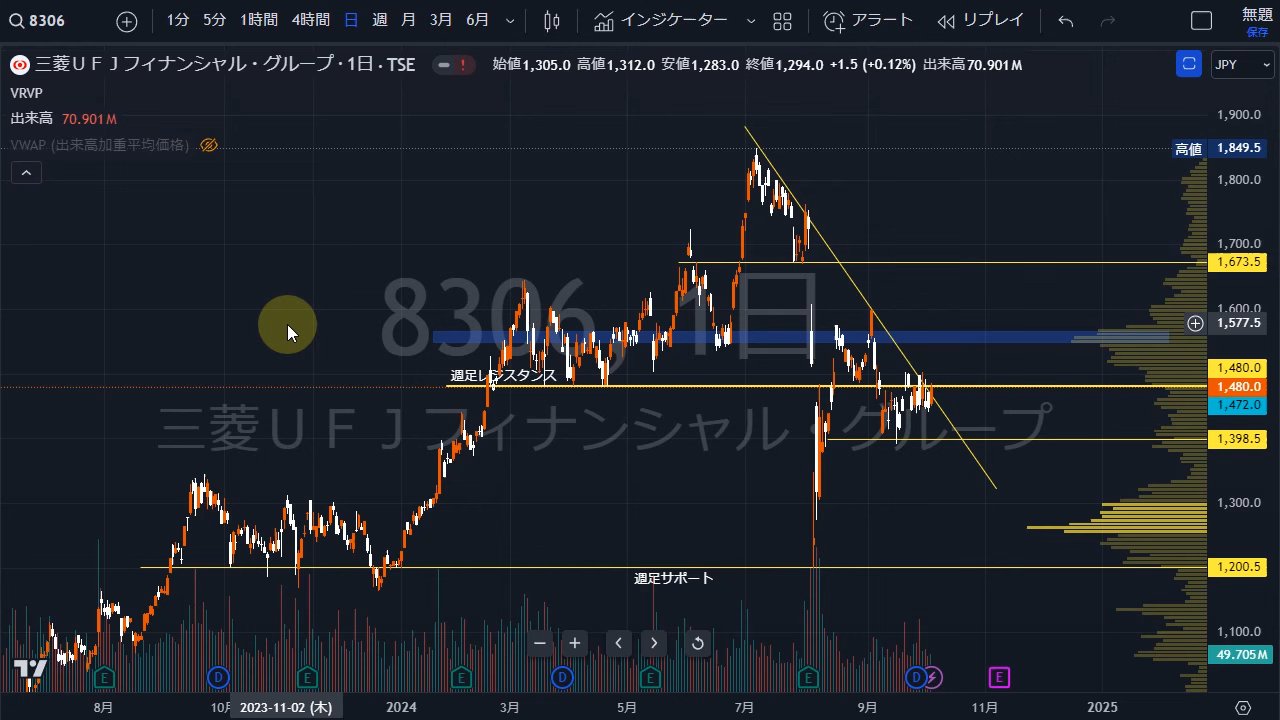 8306 1分 5分 1時間 4時間 日 週 月 3月 6月 インジケーター アラート リプレイ 無題
保存
三菱ＵＦＪフィナンシャル・グループ・1日・TSE 始値1,305.0 高値1,312.0 安値1,283.0 終値1,294.0 +1.5 (+0.12%) 出来高70.901M JPY
VRVP
出来高 70.901M
VWAP (出来高加重平均価格)
1,900.0
高値 1,849.5
1,800.0
1,700.0
1,673.5
1,600.0
1,577.5
8306, 1日
週足レジスタンス
1,480.0
1,480.0
1,472.0
三菱ＵＦＪフィナンシャル・グループ
1,398.5
1,300.0
1,200.5
週足サポート
1,100.0
49.705M
E D E E D E E D E
8月 10月 2023-11-02 (木) 2024 3月 5月 7月 9月 11月 2025